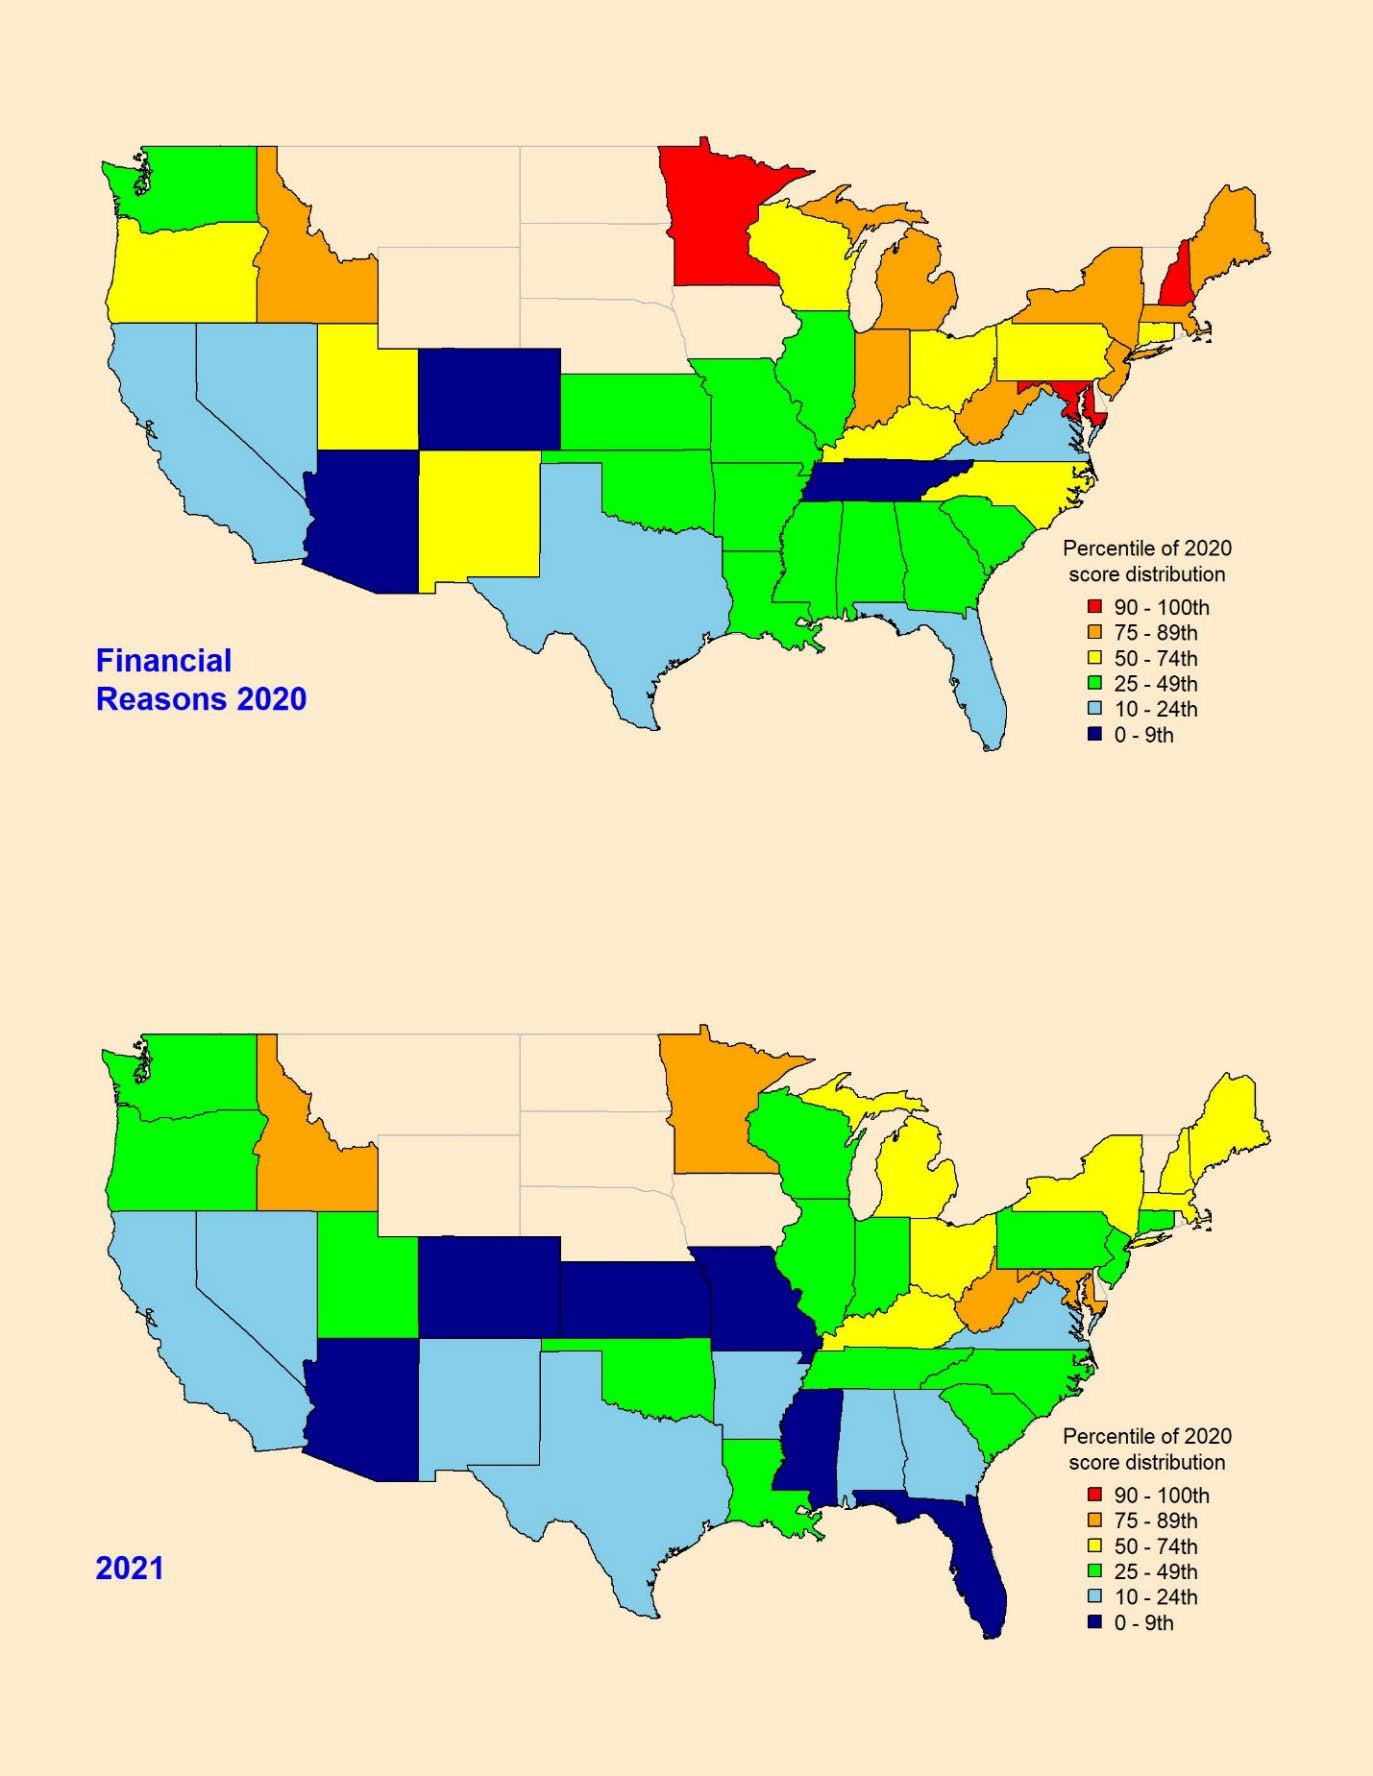 Percentile of 2020
score distribution
90 - 100th
75 - 89th
50 - 74th
25 - 49th
10 - 24th
0 - 9th
Financial
Reasons 2020
Percentile of 2020
score distribution
90 - 100th
75 - 89th
50 - 74th
25 - 49th
10 - 24th
0 - 9th
2021